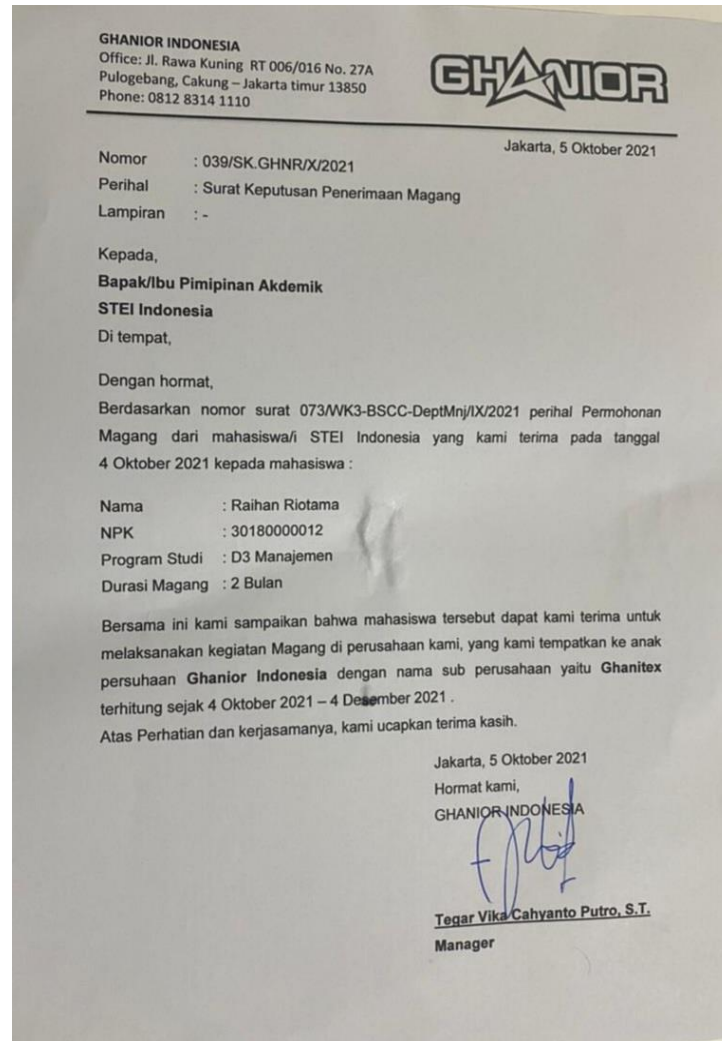 GHANIOR INDONESIA
Office: Jl. Rawa Kuning RT 006/016 No. 27A
Pulogebang, Cakung – Jakarta timur 13850
Phone: 0812 8314 1110
GHANIOR
Jakarta, 5 Oktober 2021
Nomor : 039/SK.GHNR/X/2021
Perihal : Surat Keputusan Penerimaan Magang
Lampiran : -
Kepada,
Bapak/Ibu Pimipinan Akdemik
STEI Indonesia
Di tempat,
Dengan hormat,
Berdasarkan nomor surat 073/WK3-BSCC-DeptMnj/IX/2021 perihal Permohonan
Magang dari mahasiswa/i STEI Indonesia yang kami terima pada tanggal
4 Oktober 2021 kepada mahasiswa :
Nama : Raihan Riotama
NPK : 30180000012
Program Studi : D3 Manajemen
Durasi Magang : 2 Bulan
Bersama ini kami sampaikan bahwa mahasiswa tersebut dapat kami terima untuk
melaksanakan kegiatan Magang di perusahaan kami, yang kami tempatkan ke anak
persuhaan Ghanior Indonesia dengan nama sub perusahaan yaitu Ghanitex
terhitung sejak 4 Oktober 2021 – 4 Desember 2021 .
Atas Perhatian dan kerjasamanya, kami ucapkan terima kasih.
Jakarta, 5 Oktober 2021
Hormat kami,
GHANIOR INDONESIA
Tegar Vika Cahyanto Putro, S.T.
Manager